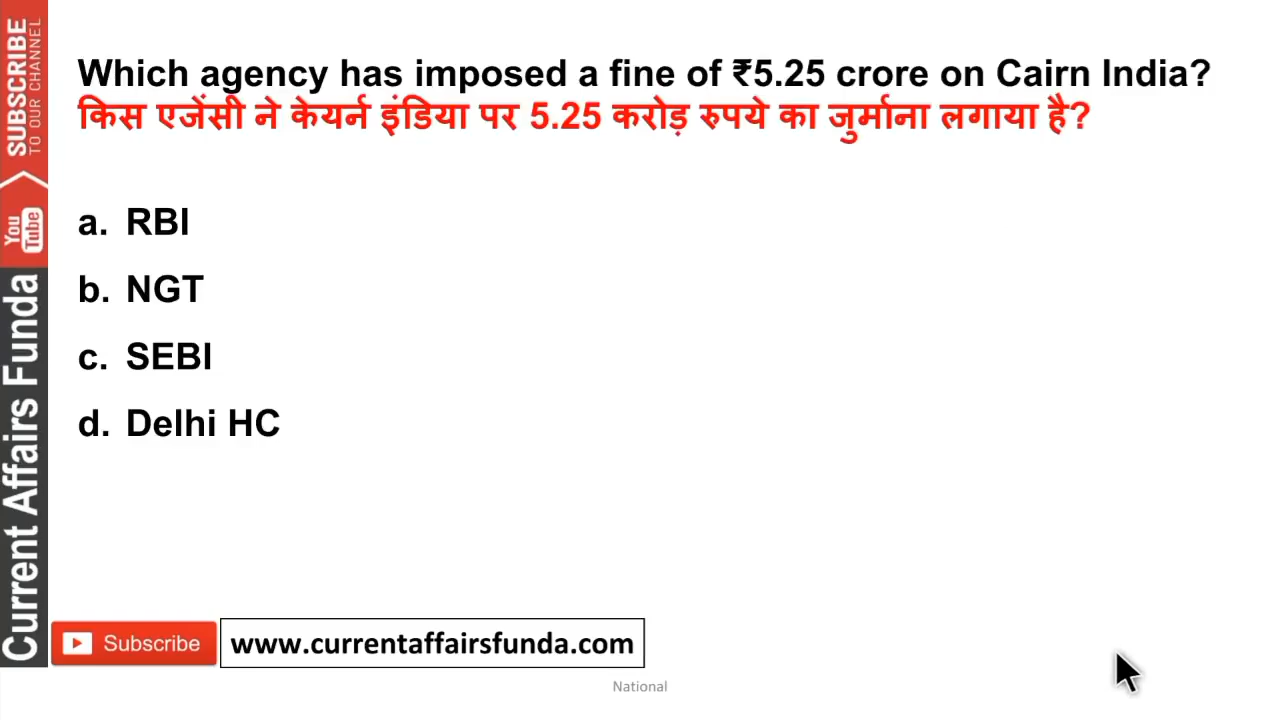 Which agency has imposed a fine of ₹5.25 crore on Cairn India?
किस एजेंसी ने केयर्न इंडिया पर 5.25 करोड़ रुपये का जुर्माना लगाया है?
a. RBI
b. NGT
c. SEBI
d. Delhi HC
SUBSCRIBE
TO OUR CHANNEL
You
Tube
Current Affairs Funda
Subscribe
www.currentaffairsfunda.com
National